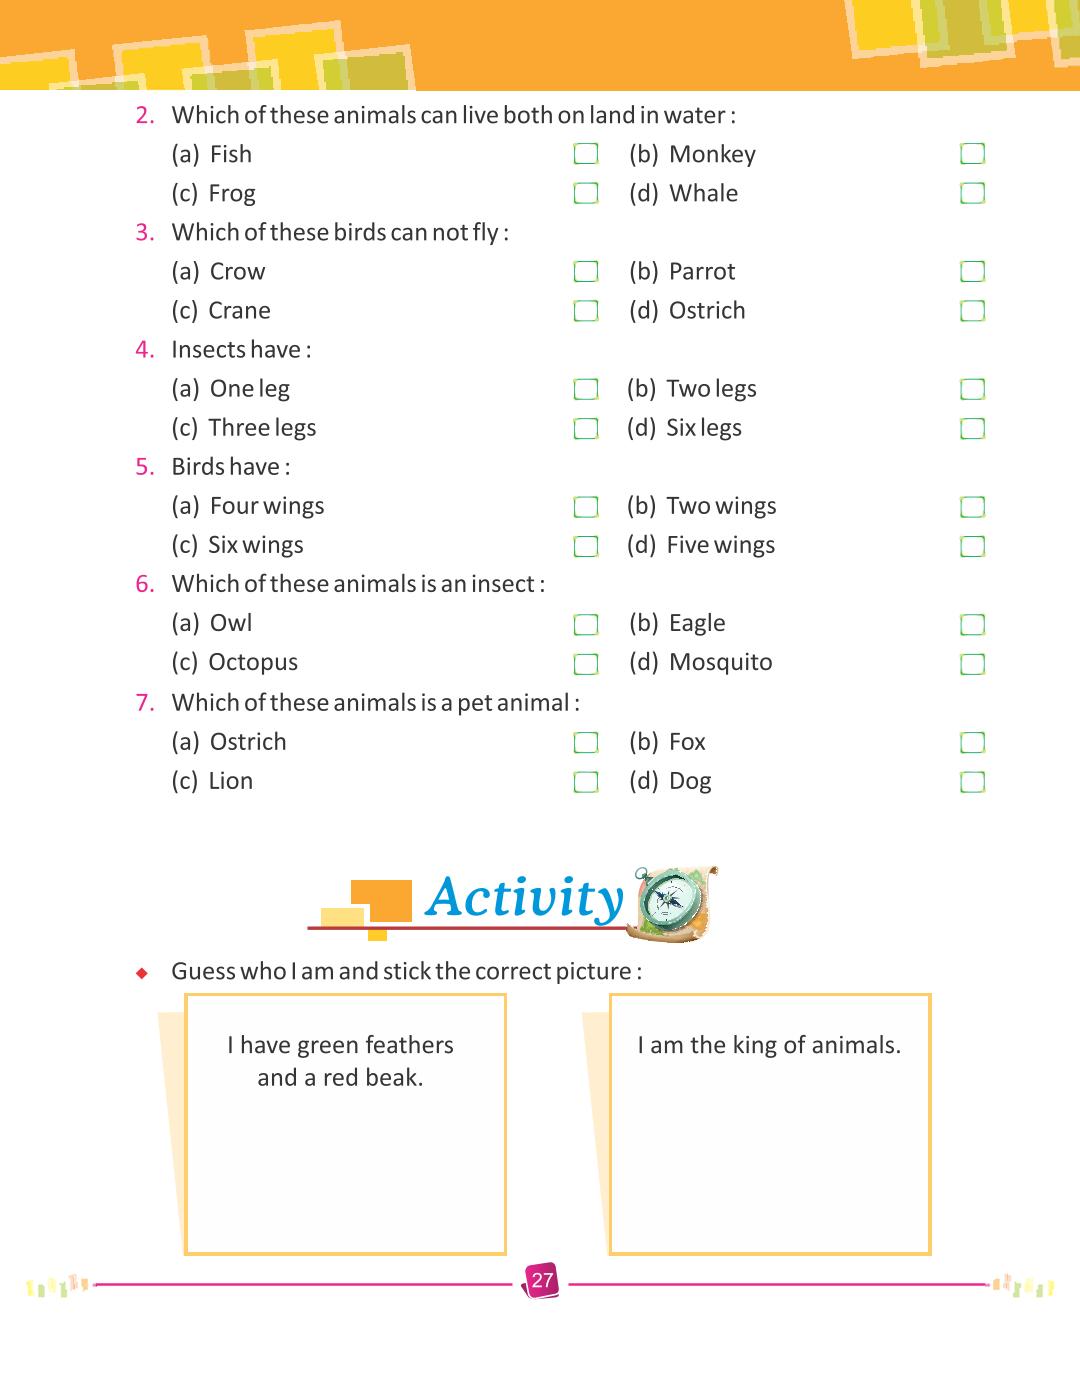 2. Which of these animals can live both on land in water :
(a) Fish (b) Monkey
(c) Frog (d) Whale
3. Which of these birds can not fly :
(a) Crow (b) Parrot
(c) Crane (d) Ostrich
4. Insects have :
(a) One leg (b) Two legs
(c) Three legs (d) Six legs
5. Birds have :
(a) Four wings (b) Two wings
(c) Six wings (d) Five wings
6. Which of these animals is an insect :
(a) Owl (b) Eagle
(c) Octopus (d) Mosquito
7. Which of these animals is a pet animal :
(a) Ostrich (b) Fox
(c) Lion (d) Dog
Activity
Guess who I am and stick the correct picture :
I have green feathers
and a red beak.
I am the king of animals.
27